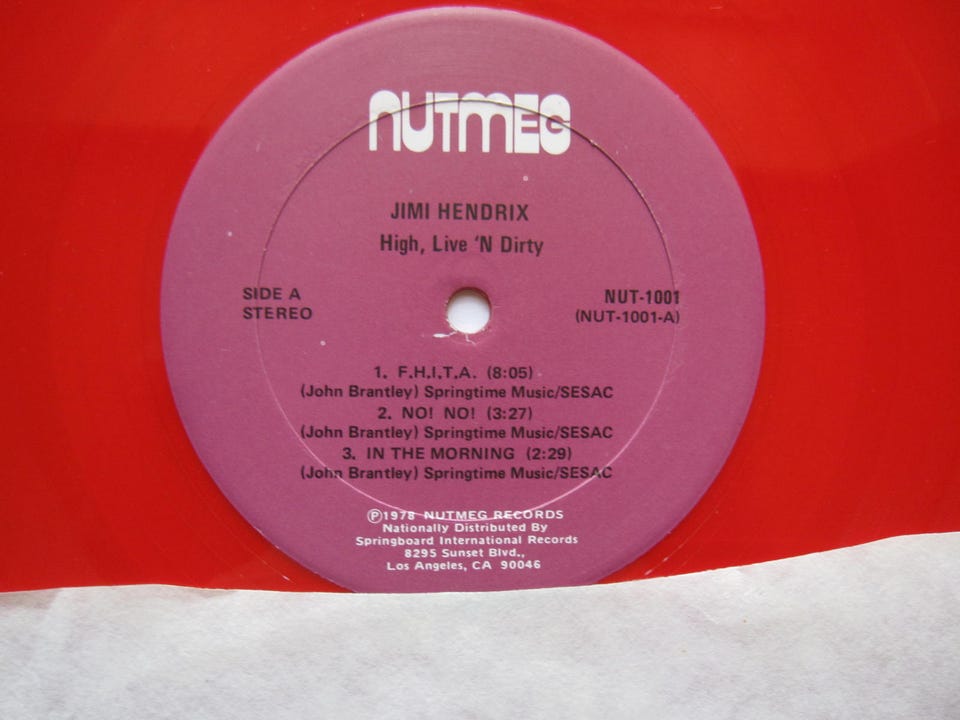 NUTMEG
JIMI HENDRIX
High, Live 'N Dirty
SIDE A
STEREO
NUT-1001
(NUT-1001-A)
1. F.H.I.T.A. (8:05)
(John Brantley) Springtime Music/SESAC
2. NO! NO! (3:27)
(John Brantley) Springtime Music/SESAC
3. IN THE MORNING (2:29)
(John Brantley) Springtime Music/SESAC
℗1978 NUTMEG RECORDS
Nationally Distributed By
Springboard International Records
8295 Sunset Blvd.,
Los Angeles, CA 90046